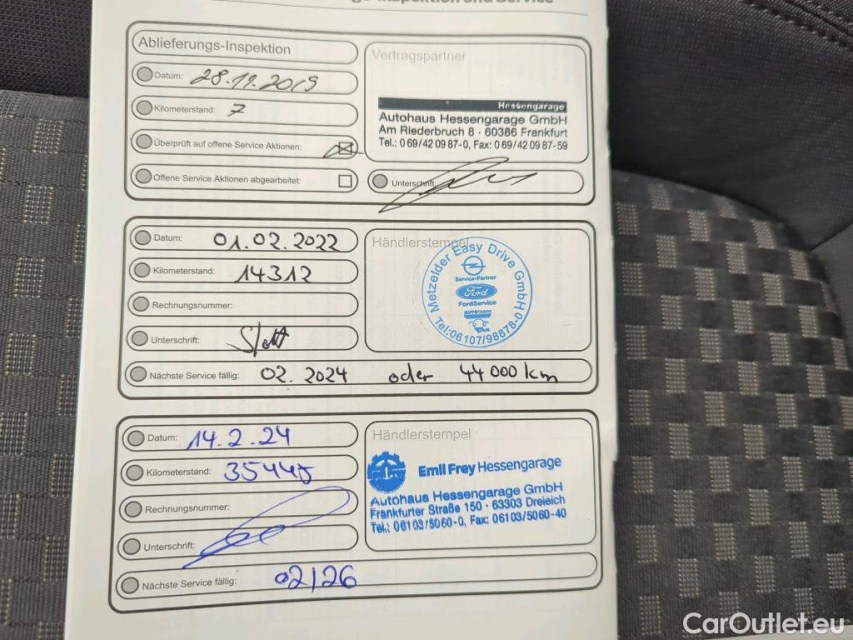 Ablieferungs-Inspektion
Datum: 28.11.2019
Kilometerstand: 7
Überprüft auf offene Service Aktionen:
Offene Service Aktionen abgearbeitet:
Vertragspartner
Hessengarage
Autohaus Hessengarage GmbH
Am Riederbruch 8 · 60386 Frankfurt
Tel.: 0 69/42 09 87-0, Fax: 0 69/42 09 87-59
Unterschrift:
Datum: 01.02.2022
Kilometerstand: 14312
Rechnungsnummer:
Unterschrift:
Händlerstempel
Metzelder Easy Drive GmbH
Service-Partner
Ford
FordService
Tel:06107/98878-0
Nächste Service fällig: 02. 2024 oder 44 000 km
Datum: 14.2.24
Kilometerstand: 35445
Rechnungsnummer:
Unterschrift:
Händlerstempel
Emil Frey Hessengarage
Autohaus Hessengarage GmbH
Frankfurter Straße 150 · 63303 Dreieich
Tel.: 06103/5060-0, Fax: 06103/5060-40
Nächste Service fällig: 02/26
CarOutlet.eu